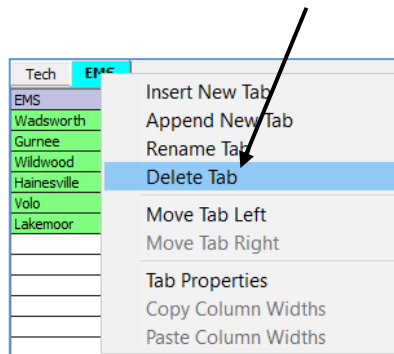 Tech EMS
EMS
Wadsworth
Gurnee
Wildwood
Hainesville
Volo
Lakemoor
Insert New Tab
Append New Tab
Rename Tab
Delete Tab
Move Tab Left
Move Tab Right
Tab Properties
Copy Column Widths
Paste Column Widths